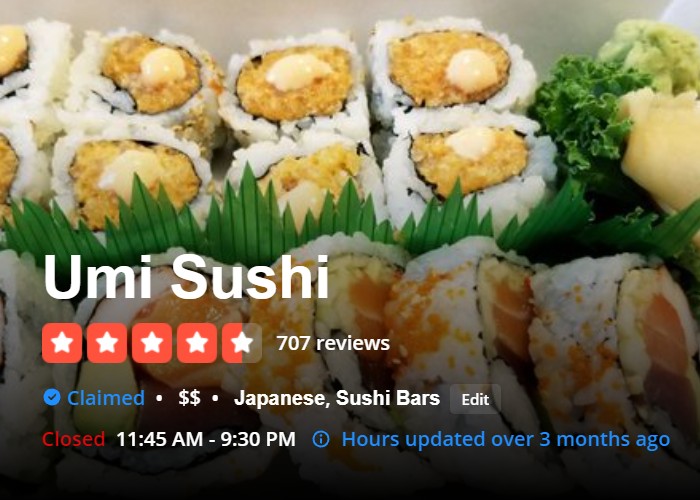 Umi Sushi
707 reviews
Claimed • $$ • Japanese, Sushi Bars Edit
Closed 11:45 AM - 9:30 PM Hours updated over 3 months ago